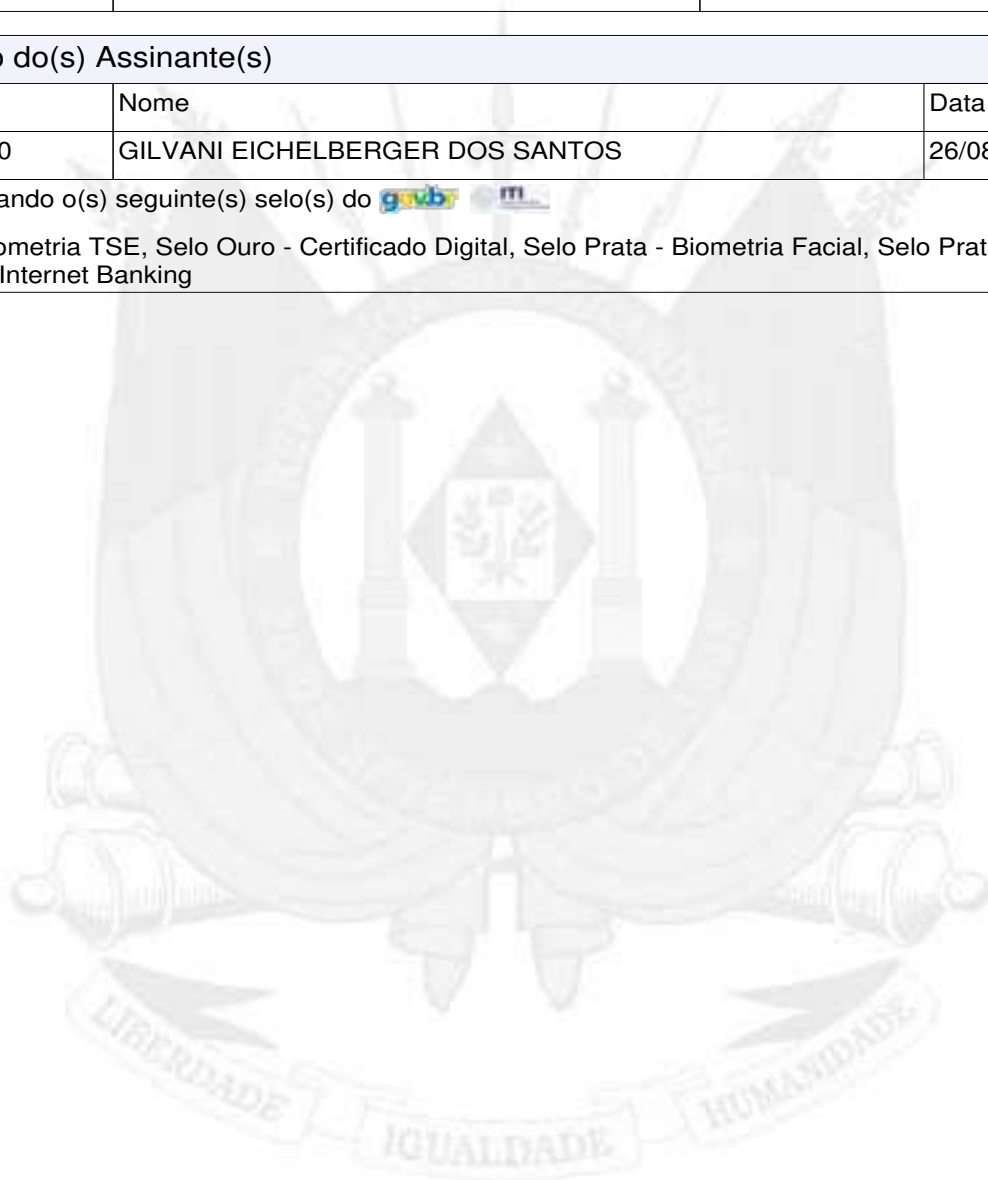 o do(s) Assinante(s)
Nome Data
0 GILVANI EICHELBERGER DOS SANTOS 26/08
ando o(s) seguinte(s) selo(s) do gov.br
ometria TSE, Selo Ouro - Certificado Digital, Selo Prata - Biometria Facial, Selo Prat
Internet Banking
LIBERDADE
IGUALDADE
HUMANIDADE